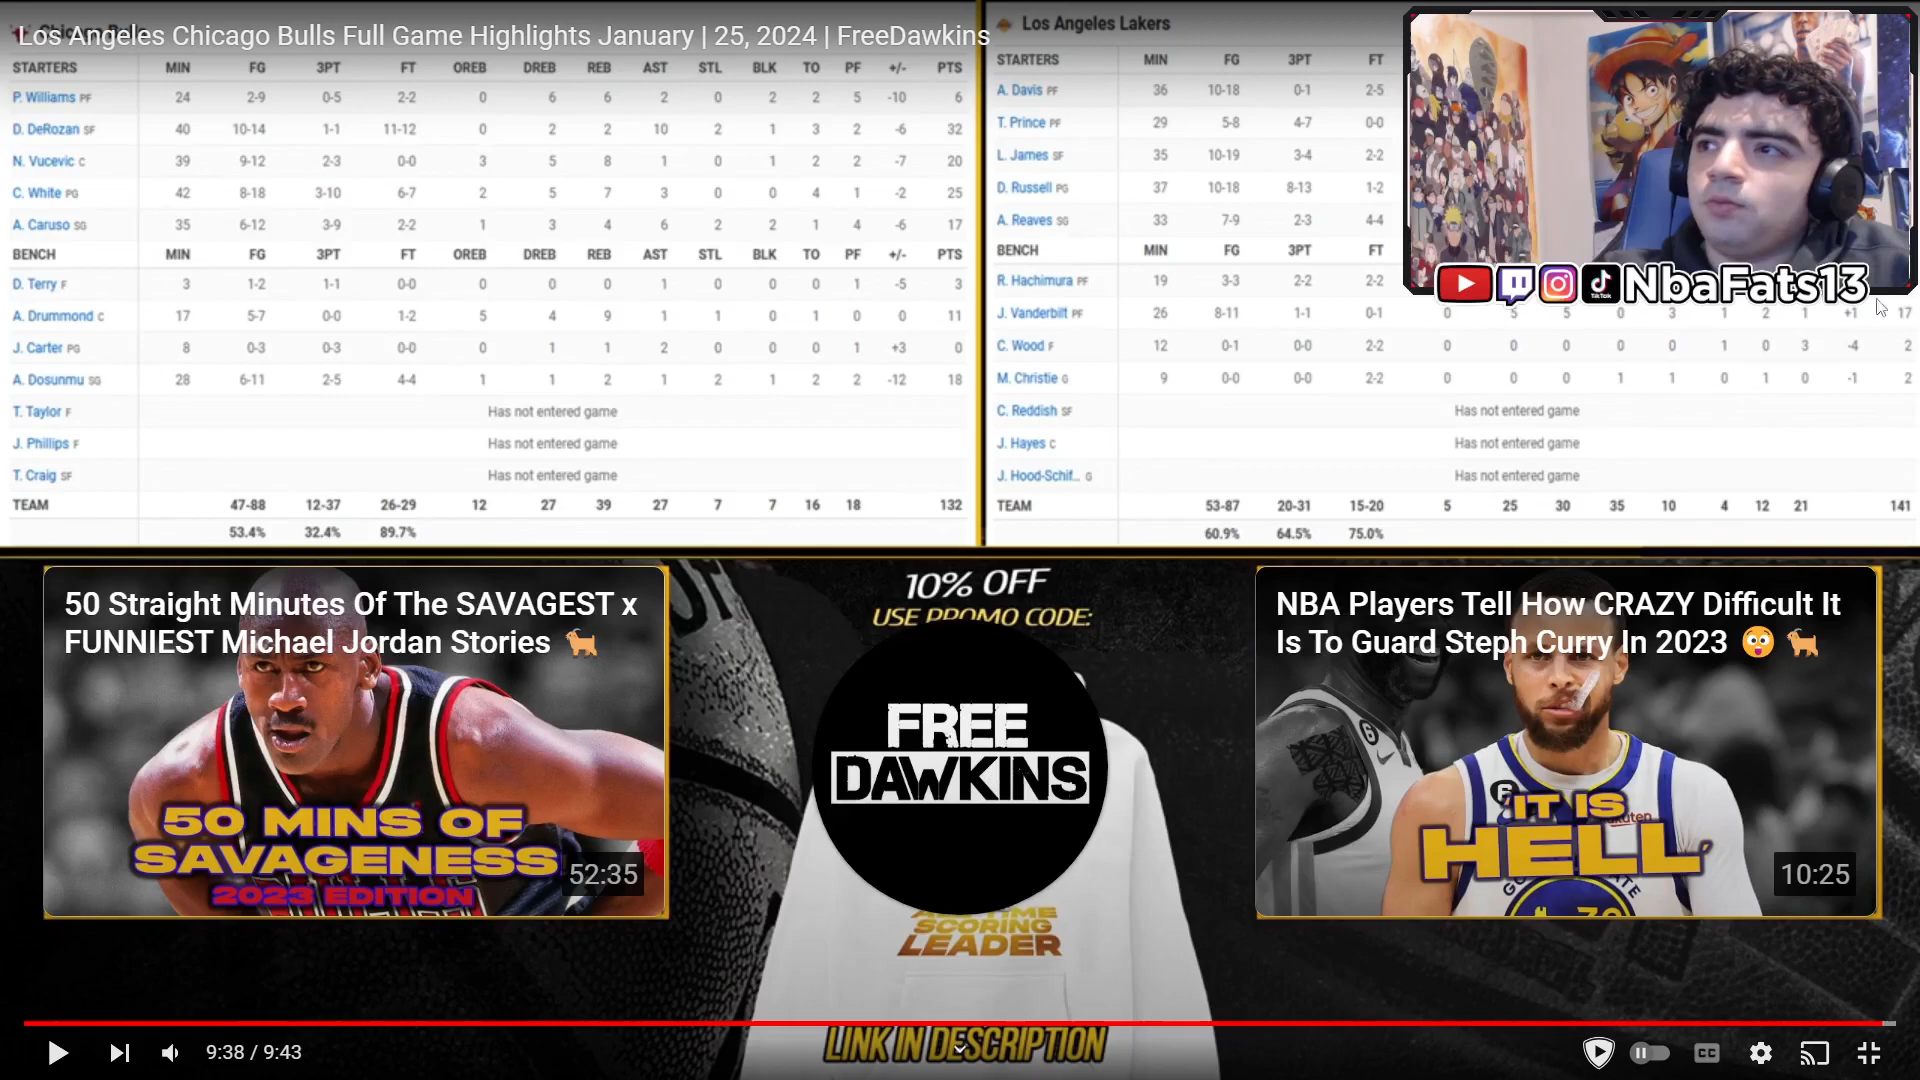 Los Angeles Chicago Bulls Full Game Highlights January | 25, 2024 | FreeDawkins
STARTERS MIN FG 3PT FT OREB DREB REB AST STL BLK TO PF +/- PTS
P. Williams PF 24 2-9 0-5 2-2 0 6 6 2 0 2 2 5 -10 6
D. DeRozan SF 40 10-14 1-1 11-12 0 2 2 10 2 1 3 2 -6 32
N. Vucevic C 39 9-12 2-3 0-0 3 5 8 1 0 1 2 2 -7 20
C. White PG 42 8-18 3-10 6-7 2 5 7 3 0 0 4 1 -2 25
A. Caruso SG 35 6-12 3-9 2-2 1 3 4 6 2 2 1 4 -6 17
BENCH MIN FG 3PT FT OREB DREB REB AST STL BLK TO PF +/- PTS
D. Terry F 3 1-2 1-1 0-0 0 0 0 1 0 0 0 1 -5 3
A. Drummond C 17 5-7 0-0 1-2 5 4 9 1 1 0 1 0 0 11
J. Carter PG 8 0-3 0-3 0-0 0 1 1 2 0 0 0 1 +3 0
A. Dosunmu SG 28 6-11 2-5 4-4 1 1 2 1 2 1 2 2 -12 18
T. Taylor F Has not entered game
J. Phillips F Has not entered game
T. Craig SF Has not entered game
TEAM 47-88 12-37 26-29 12 27 39 27 7 7 16 18 132
53.4% 32.4% 89.7%
Los Angeles Lakers
STARTERS MIN FG 3PT FT
A. Davis PF 36 10-18 0-1 2-5
T. Prince PF 29 5-8 4-7 0-0
L. James SF 35 10-19 3-4 2-2
D. Russell PG 37 10-18 8-13 1-2
A. Reaves SG 33 7-9 2-3 4-4
BENCH MIN FG 3PT FT
R. Hachimura PF 19 3-3 2-2 2-2
J. Vanderbilt PF 26 8-11 1-1 0-1 0 5 5 0 3 1 2 1 +1 17
C. Wood F 12 0-1 0-0 2-2 0 0 0 0 0 1 0 3 -4 2
M. Christie G 9 0-0 0-0 2-2 0 0 0 1 1 0 1 0 -1 2
C. Reddish SF Has not entered game
J. Hayes C Has not entered game
J. Hood-Schif... G Has not entered game
TEAM 53-87 20-31 15-20 5 25 30 35 10 4 12 21 141
60.9% 64.5% 75.0%
TikTok
NbaFats13
50 Straight Minutes Of The SAVAGEST x
FUNNIEST Michael Jordan Stories
50 MINS OF
SAVAGENESS
2023 EDITION
52:35
10% OFF
USE PROMO CODE:
FREE
DAWKINS
SCORING
LEADER
LINK IN DESCRIPTION
NBA Players Tell How CRAZY Difficult It
Is To Guard Steph Curry In 2023
6
6
IT IS
HELL
10:25
9:38 / 9:43
CC